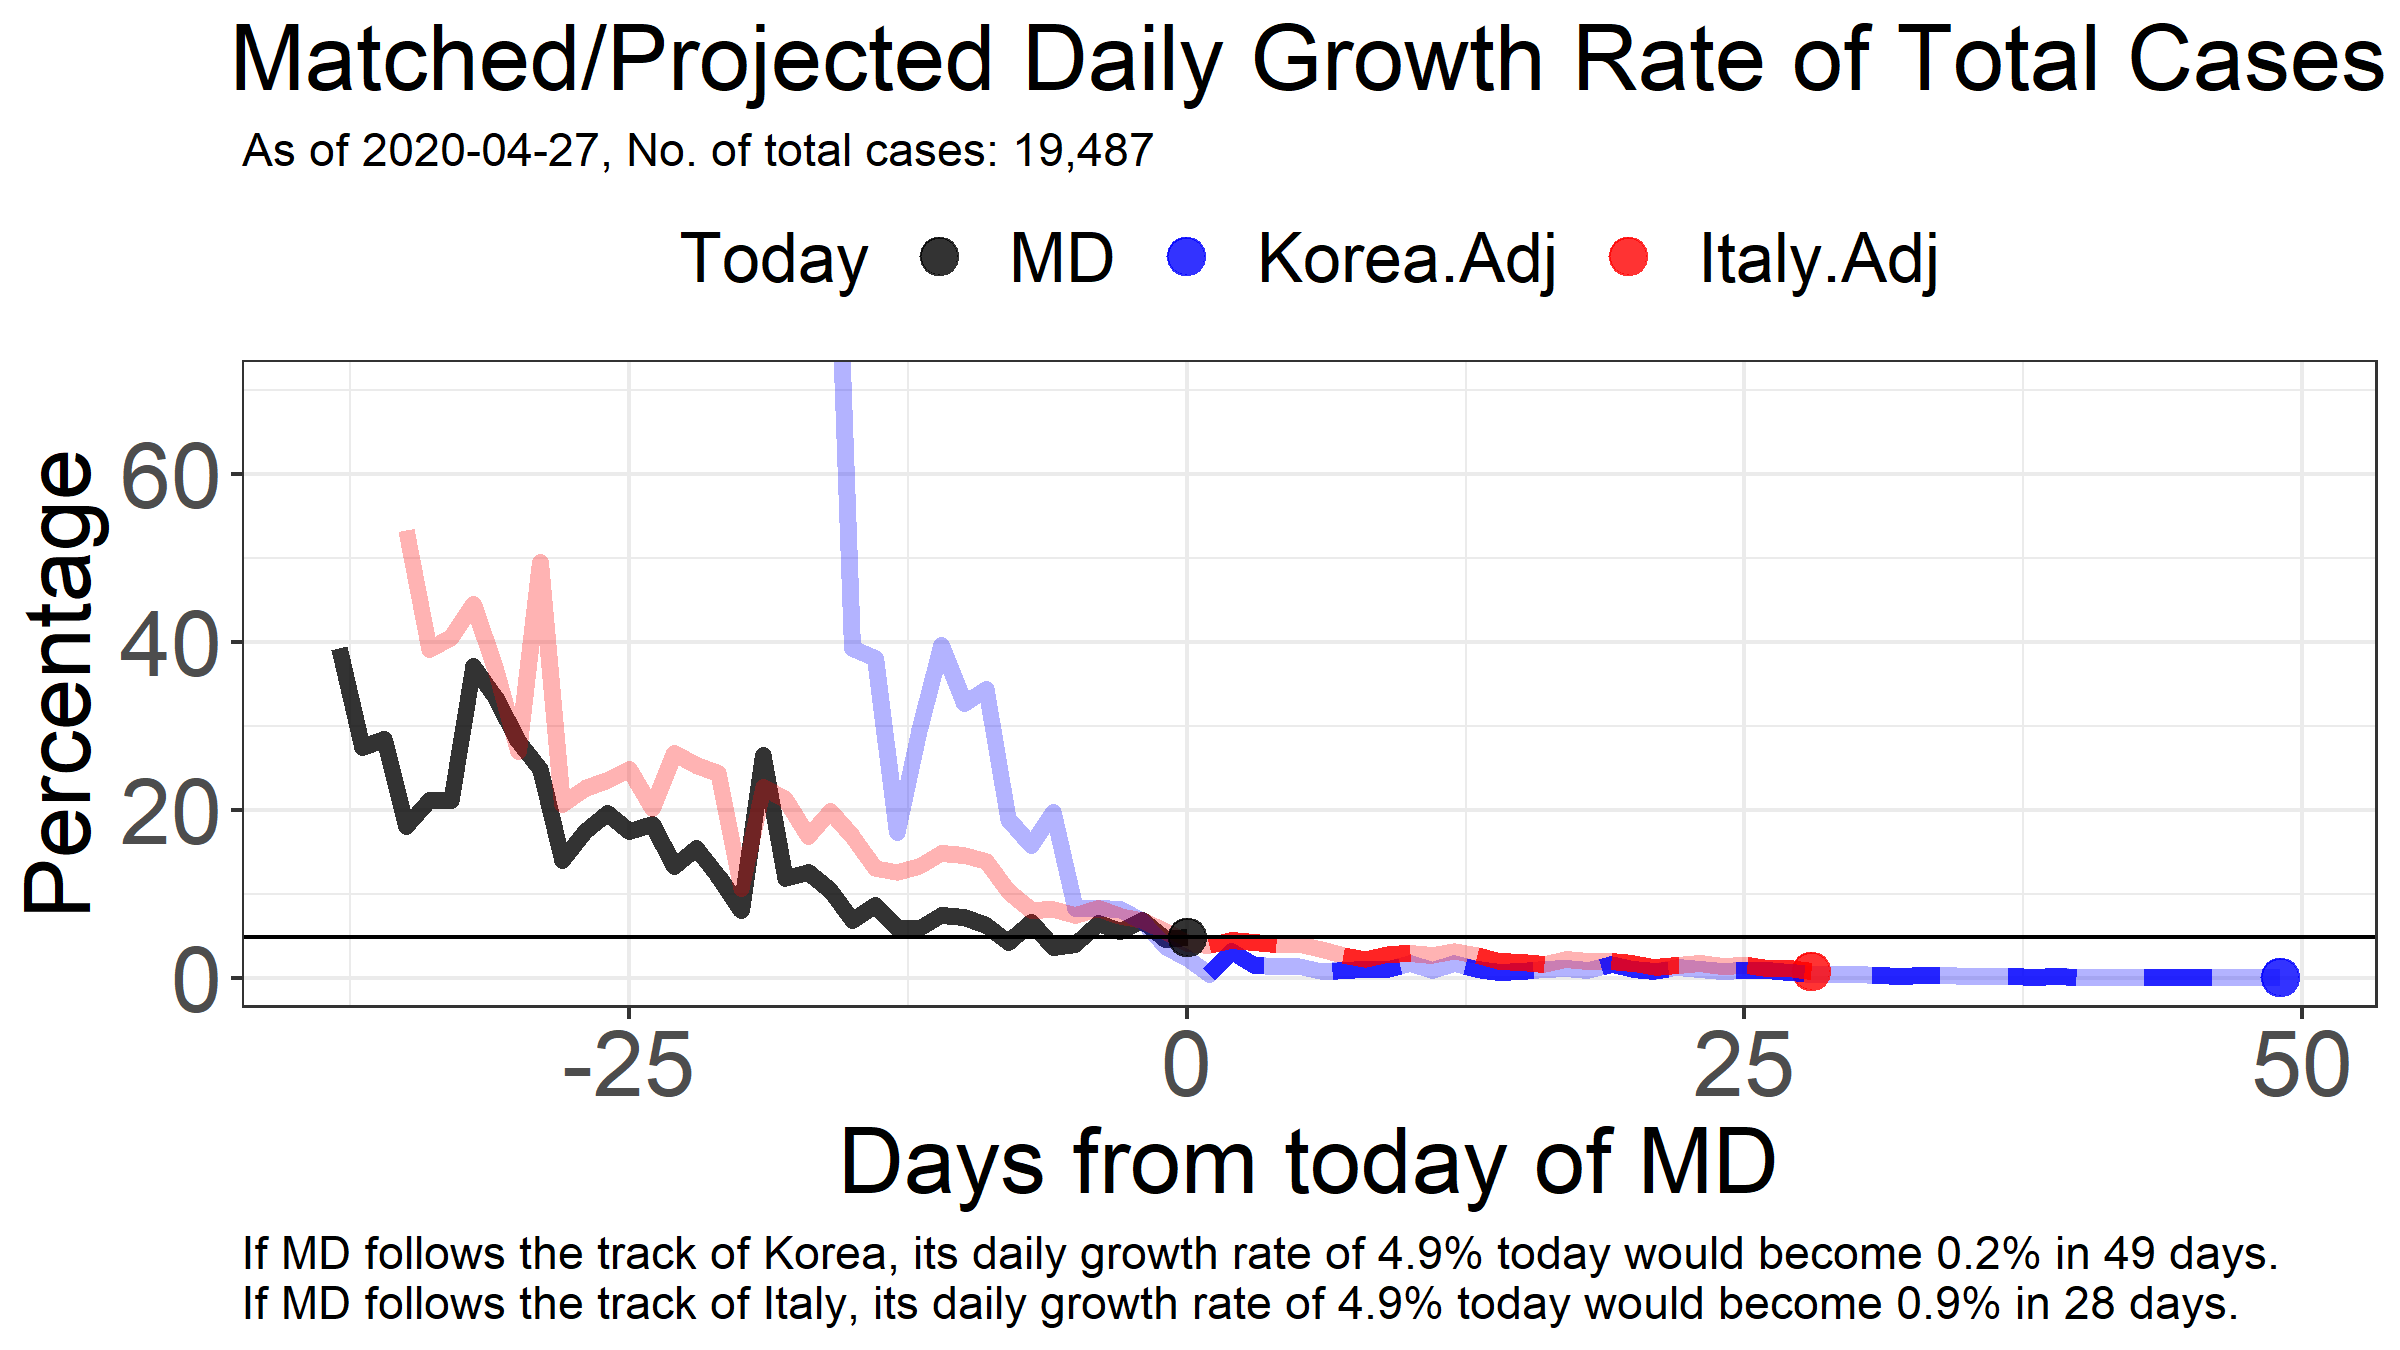 Matched/Projected Daily Growth Rate of Total Cases
As of 2020-04-27, No. of total cases: 19,487
Today MD Korea.Adj Italy.Adj
Percentage
60
40
20
0
-25 0 25 50
Days from today of MD
If MD follows the track of Korea, its daily growth rate of 4.9% today would become 0.2% in 49 days.
If MD follows the track of Italy, its daily growth rate of 4.9% today would become 0.9% in 28 days.